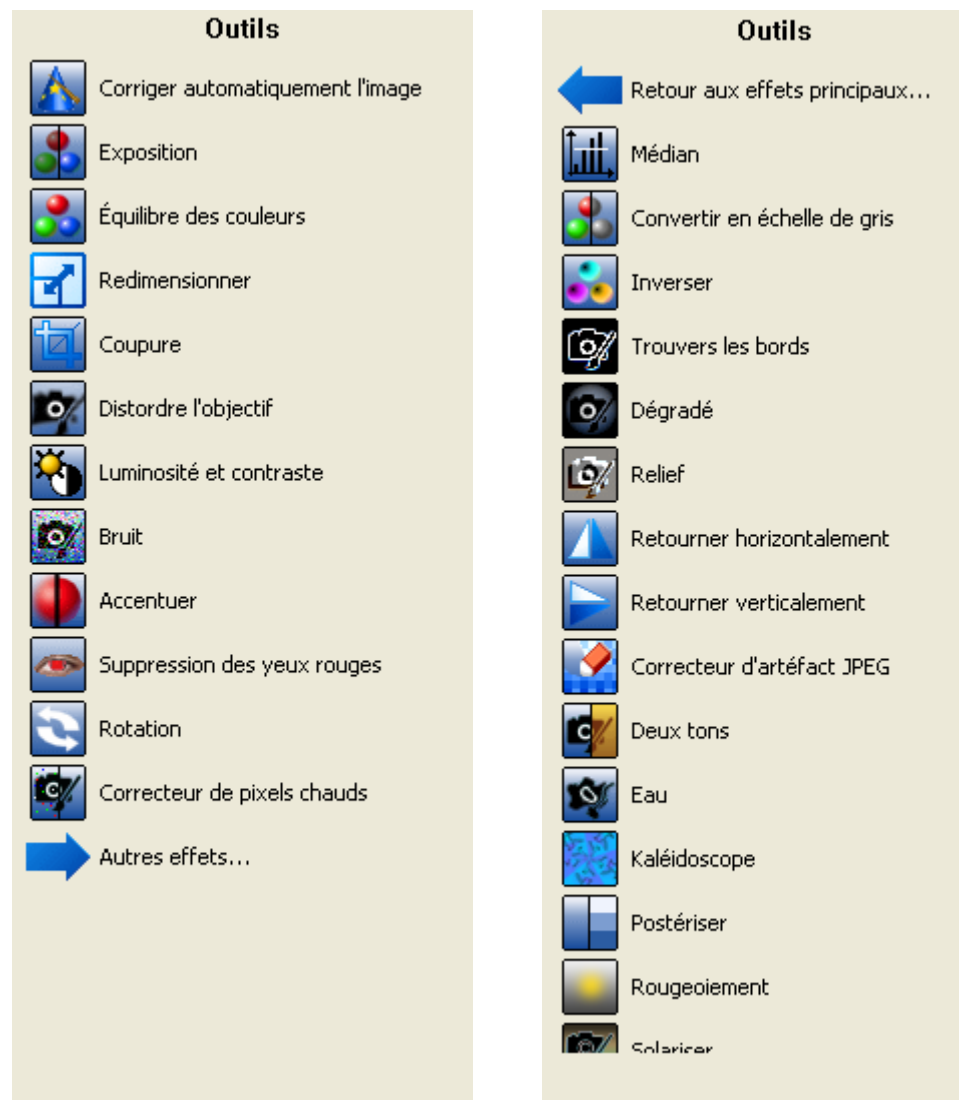 Outils
Corriger automatiquement l'image
Exposition
Équilibre des couleurs
Redimensionner
Coupure
Distordre l'objectif
Luminosité et contraste
Bruit
Accentuer
Suppression des yeux rouges
Rotation
Correcteur de pixels chauds
Autres effets...
Outils
Retour aux effets principaux...
Médian
Convertir en échelle de gris
Inverser
Trouvers les bords
Dégradé
Relief
Retourner horizontalement
Retourner verticalement
Correcteur d'artéfact JPEG
Deux tons
Eau
Kaléidoscope
Postériser
Rougeoiement
Solariser